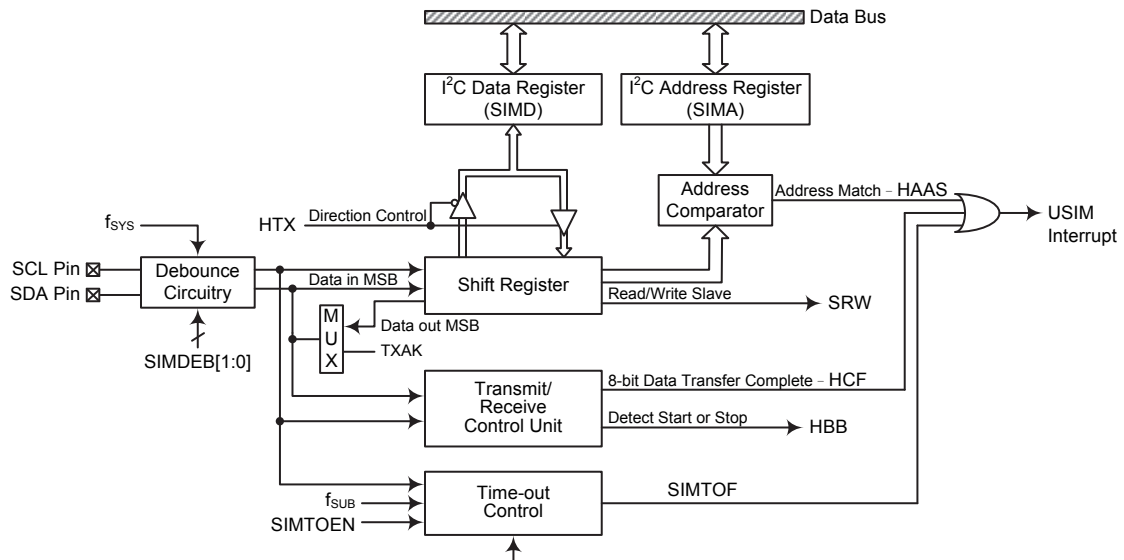 Data Bus
I²C Data Register
(SIMD)
I²C Address Register
(SIMA)
Address
Comparator
Address Match – HAAS
HTX
Direction Control
USIM
Interrupt
fSYS
SCL Pin
SDA Pin
Debounce
Circuitry
Data in MSB
Shift Register
Read/Write Slave
SRW
SIMDEB[1:0]
M
U
X
Data out MSB
TXAK
Transmit/
Receive
Control Unit
8-bit Data Transfer Complete – HCF
Detect Start or Stop
HBB
fSUB
SIMTOEN
Time-out
Control
SIMTOF